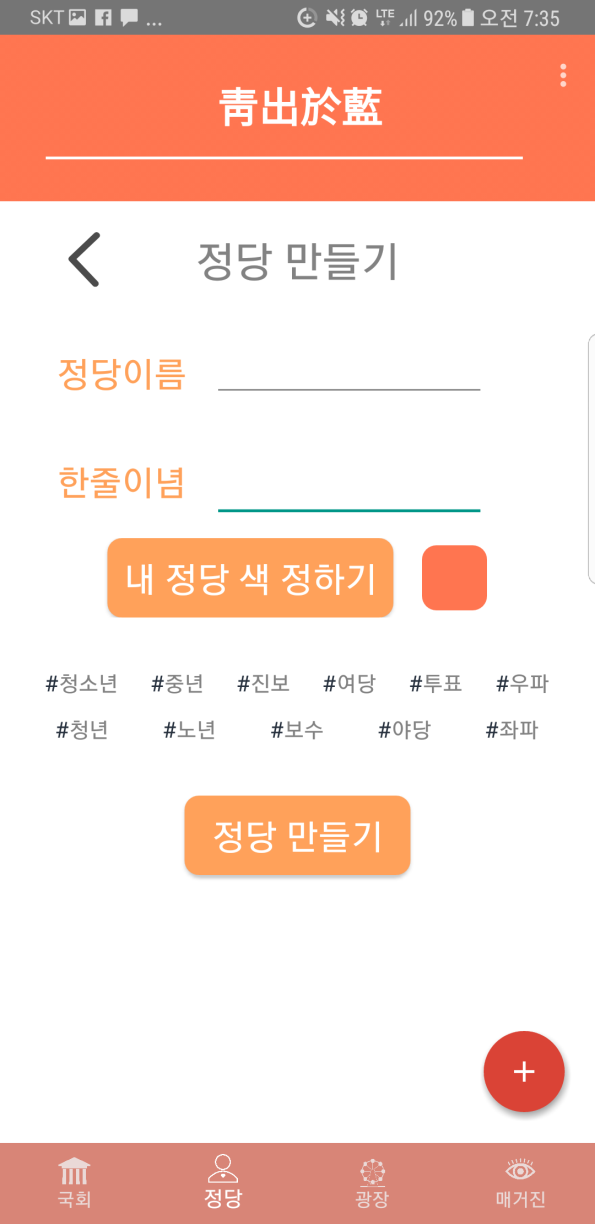 SKT ... LTE 92% 오전 7:35
靑出於藍
정당 만들기
정당이름
한줄이념
내 정당 색 정하기
#청소년 #중년 #진보 #여당 #투표 #우파
#청년 #노년 #보수 #야당 #좌파
정당 만들기
+
국회 정당 광장 매거진